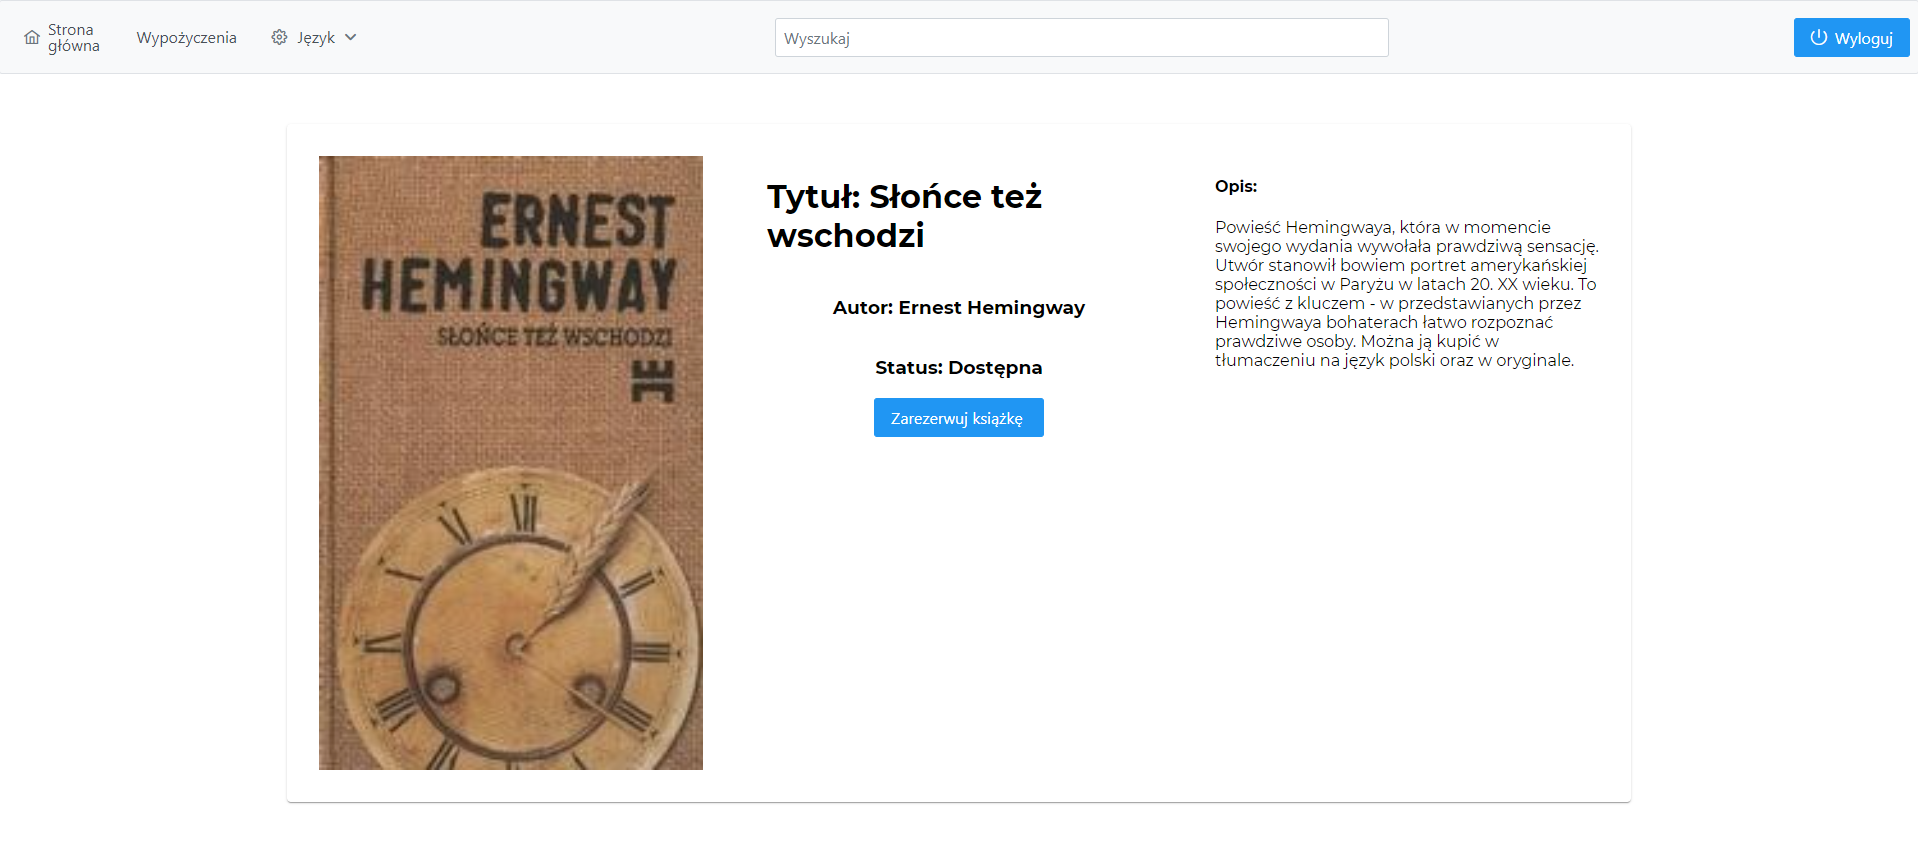 Strona
główna
Wypożyczenia
Język
Wyszukaj
Wyloguj
ERNEST
HEMINGWAY
SŁOŃCE TEŻ WSCHODZI
Tytuł: Słońce też
wschodzi
Autor: Ernest Hemingway
Status: Dostępna
Zarezerwuj książkę
Opis:
Powieść Hemingwaya, która w momencie
swojego wydania wywołała prawdziwą sensację.
Utwór stanowił bowiem portret amerykańskiej
społeczności w Paryżu w latach 20. XX wieku. To
powieść z kluczem - w przedstawianych przez
Hemingwaya bohaterach łatwo rozpoznać
prawdziwe osoby. Można ją kupić w
tłumaczeniu na język polski oraz w oryginale.